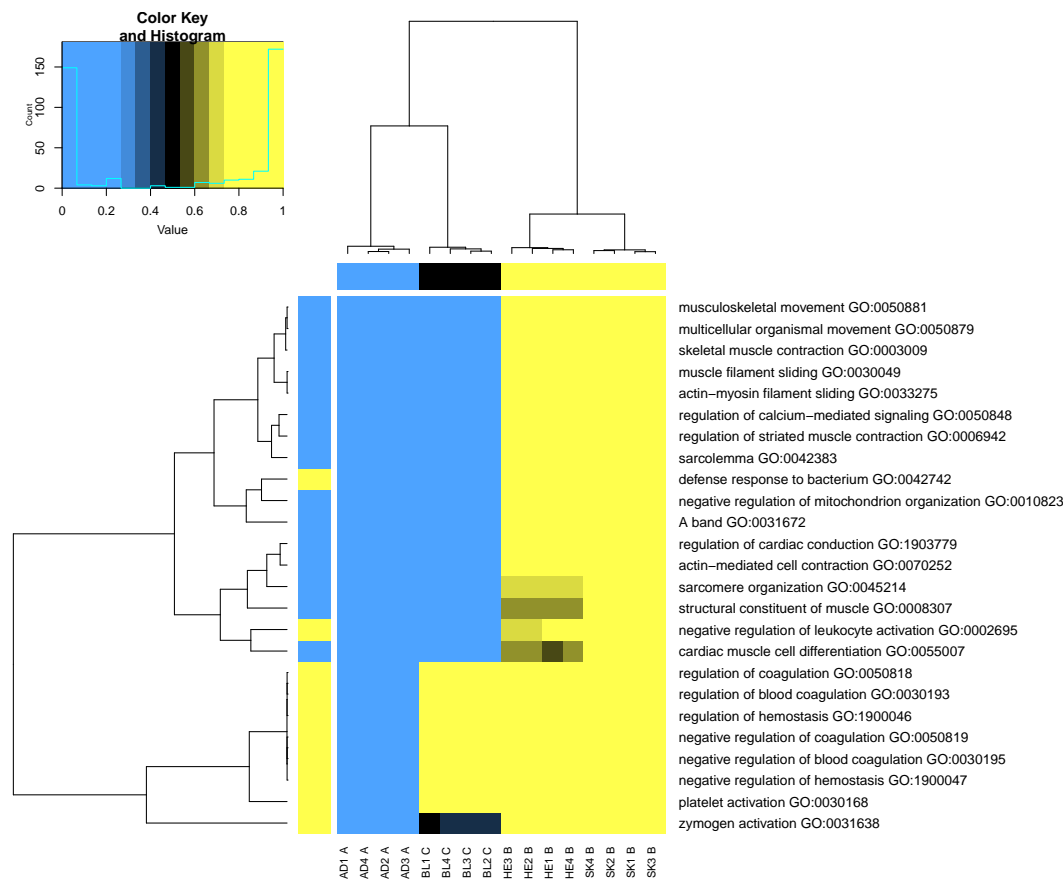 Color Key
and Histogram
Count
0 50 100 150
0 0.2 0.4 0.6 0.8 1
Value
musculoskeletal movement GO:0050881
multicellular organismal movement GO:0050879
skeletal muscle contraction GO:0003009
muscle filament sliding GO:0030049
actin−myosin filament sliding GO:0033275
regulation of calcium−mediated signaling GO:0050848
regulation of striated muscle contraction GO:0006942
sarcolemma GO:0042383
defense response to bacterium GO:0042742
negative regulation of mitochondrion organization GO:0010823
A band GO:0031672
regulation of cardiac conduction GO:1903779
actin−mediated cell contraction GO:0070252
sarcomere organization GO:0045214
structural constituent of muscle GO:0008307
negative regulation of leukocyte activation GO:0002695
cardiac muscle cell differentiation GO:0055007
regulation of coagulation GO:0050818
regulation of blood coagulation GO:0030193
regulation of hemostasis GO:1900046
negative regulation of coagulation GO:0050819
negative regulation of blood coagulation GO:0030195
negative regulation of hemostasis GO:1900047
platelet activation GO:0030168
zymogen activation GO:0031638
AD1 A
AD4 A
AD2 A
AD3 A
BL1 C
BL4 C
BL3 C
BL2 C
HE3 B
HE2 B
HE1 B
HE4 B
SK4 B
SK2 B
SK1 B
SK3 B